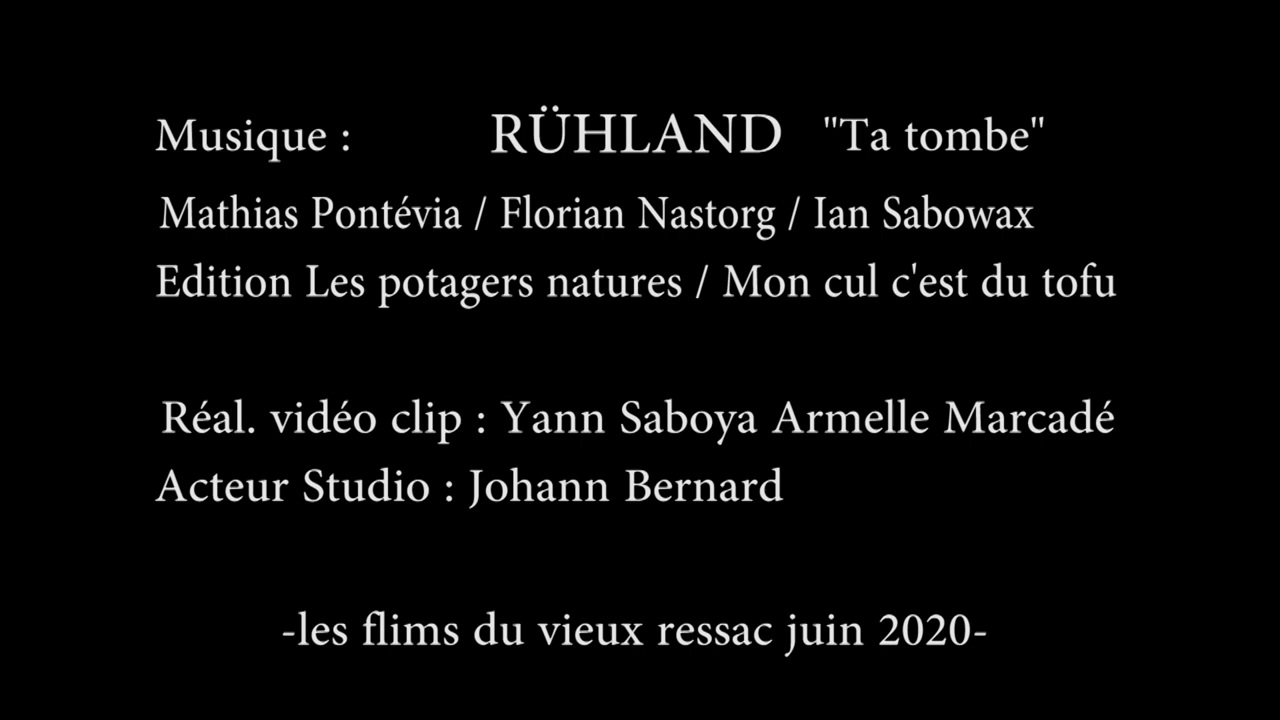 Musique : RÜHLAND "Ta tombe"
Mathias Pontévia / Florian Nastorg / Ian Sabowax
Edition Les potagers natures / Mon cul c'est du tofu
Réal. vidéo clip : Yann Saboya Armelle Marcadé
Acteur Studio : Johann Bernard
-les flims du vieux ressac juin 2020-